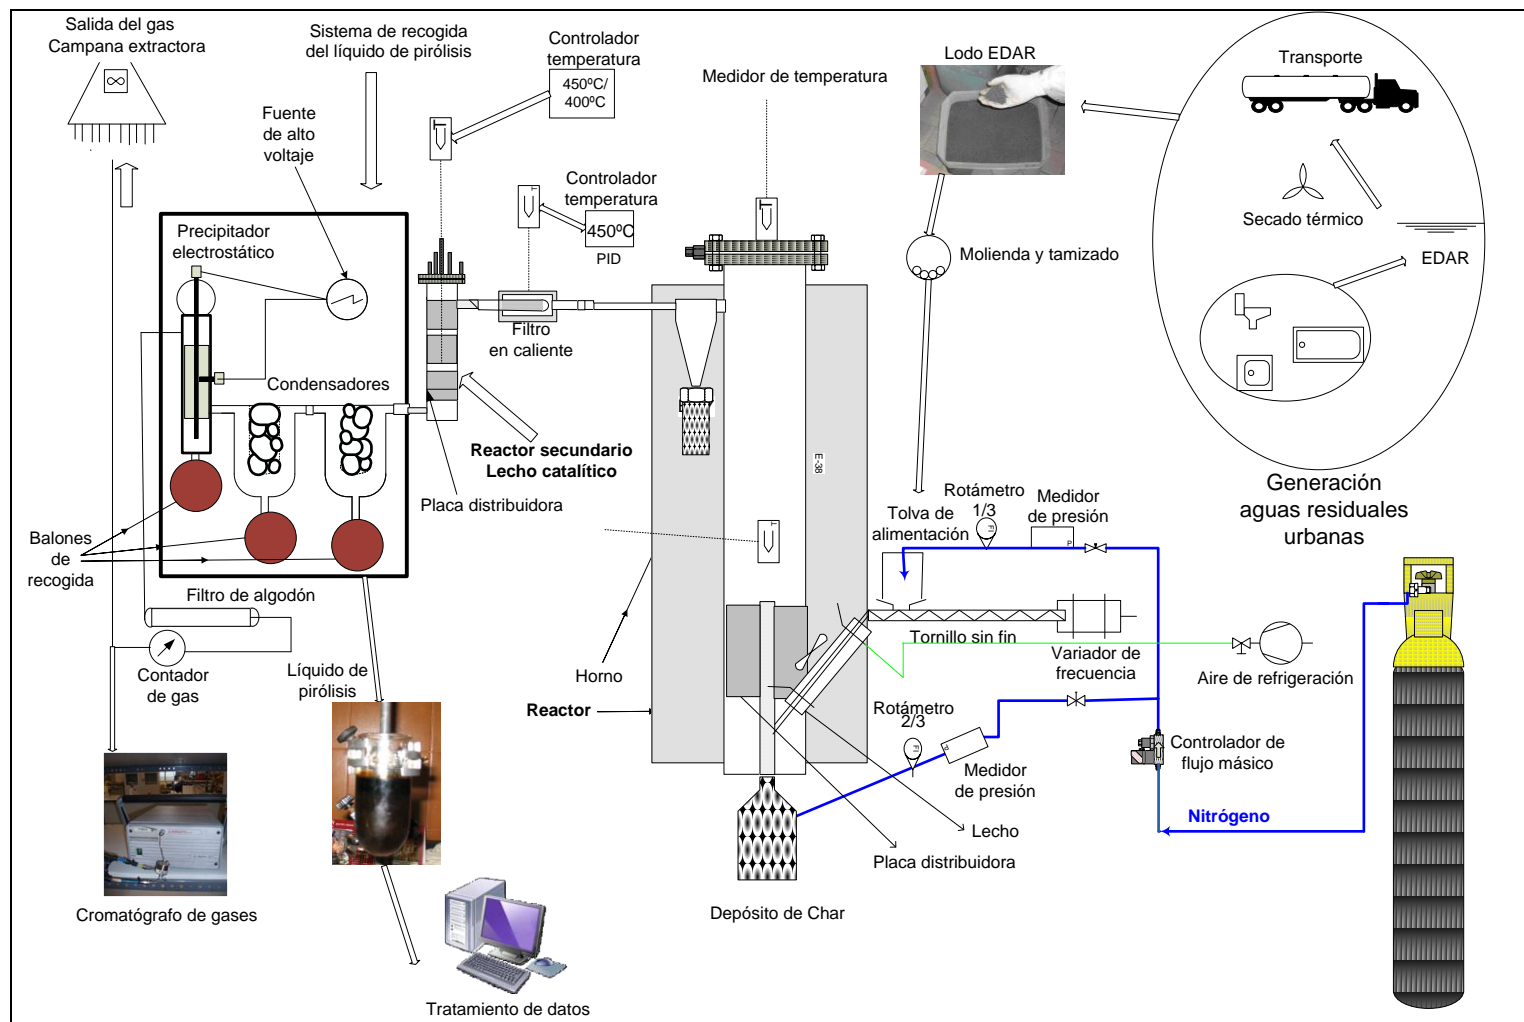 Salida del gas
Campana extractora
Sistema de recogida
del líquido de pirólisis
Controlador
temperatura
450ºC/
400ºC
Medidor de temperatura
Lodo EDAR
Transporte
Fuente
de alto
voltaje
T
T
Controlador
temperatura
450ºC
PID
T
Secado térmico
EDAR
Molienda y tamizado
Precipitador
electrostático
Filtro
en caliente
Condensadores
Reactor secundario
Lecho catalítico
Placa distribuidora
E-38
Generación
aguas residuales
urbanas
Balones
de
recogida
Rotámetro
1/3
Medidor
de presión
Tolva de
alimentación
FI
P
T
Filtro de algodón
Contador
de gas
Líquido de
pirólisis
Horno
Reactor
Tornillo sin fin
Variador de
frecuencia
Aire de refrigeración
Rotámetro
2/3
FI
P
Medidor
de presión
Controlador de
flujo másico
Nitrógeno
Lecho
Placa distribuidora
Cromatógrafo de gases
Depósito de Char
Tratamiento de datos